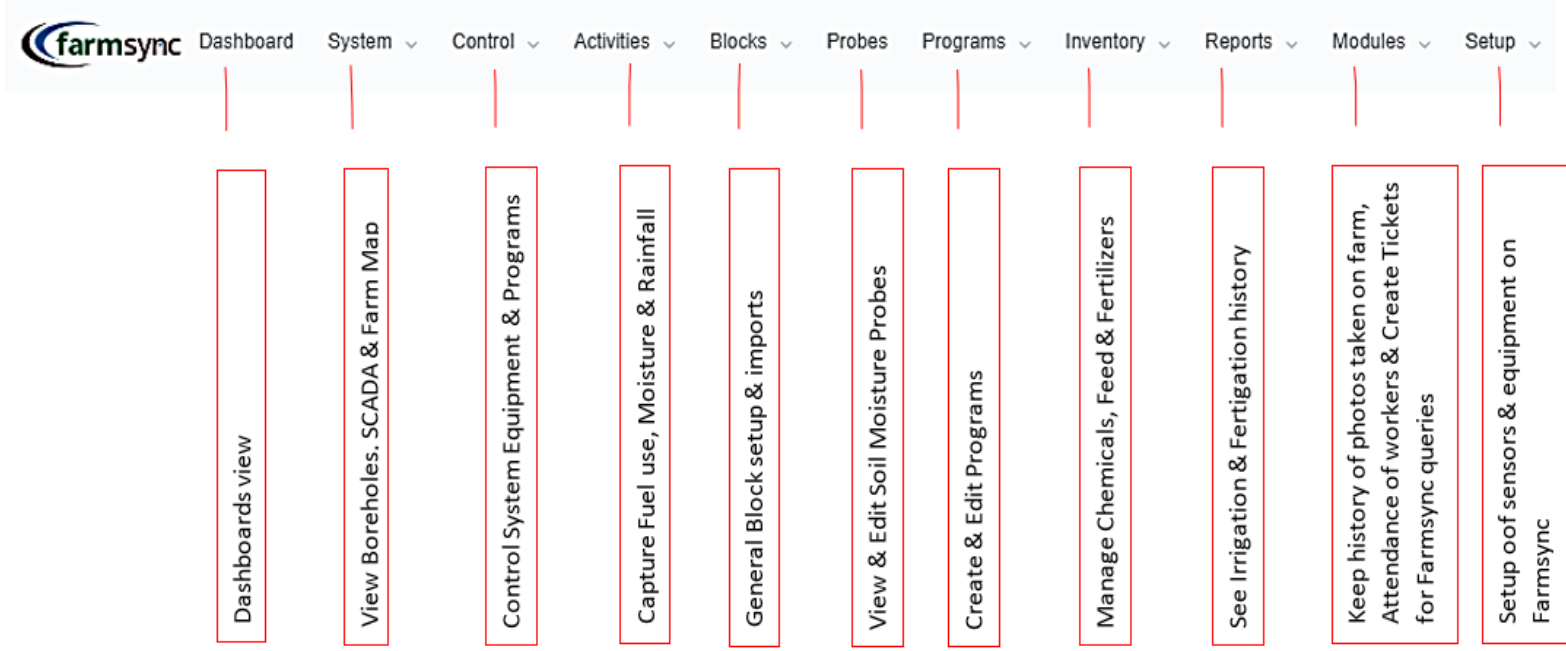 farmsync Dashboard System Control Activities Blocks Probes Programs Inventory Reports Modules Setup
Dashboards view
View Boreholes. SCADA & Farm Map
Control System Equipment & Programs
Capture Fuel use, Moisture & Rainfall
General Block setup & imports
View & Edit Soil Moisture Probes
Create & Edit Programs
Manage Chemicals, Feed & Fertilizers
See Irrigation & Fertigation history
Keep history of photos taken on farm,
Attendance of workers & Create Tickets
for Farmsync queries
Setup oof sensors & equipment on
Farmsync